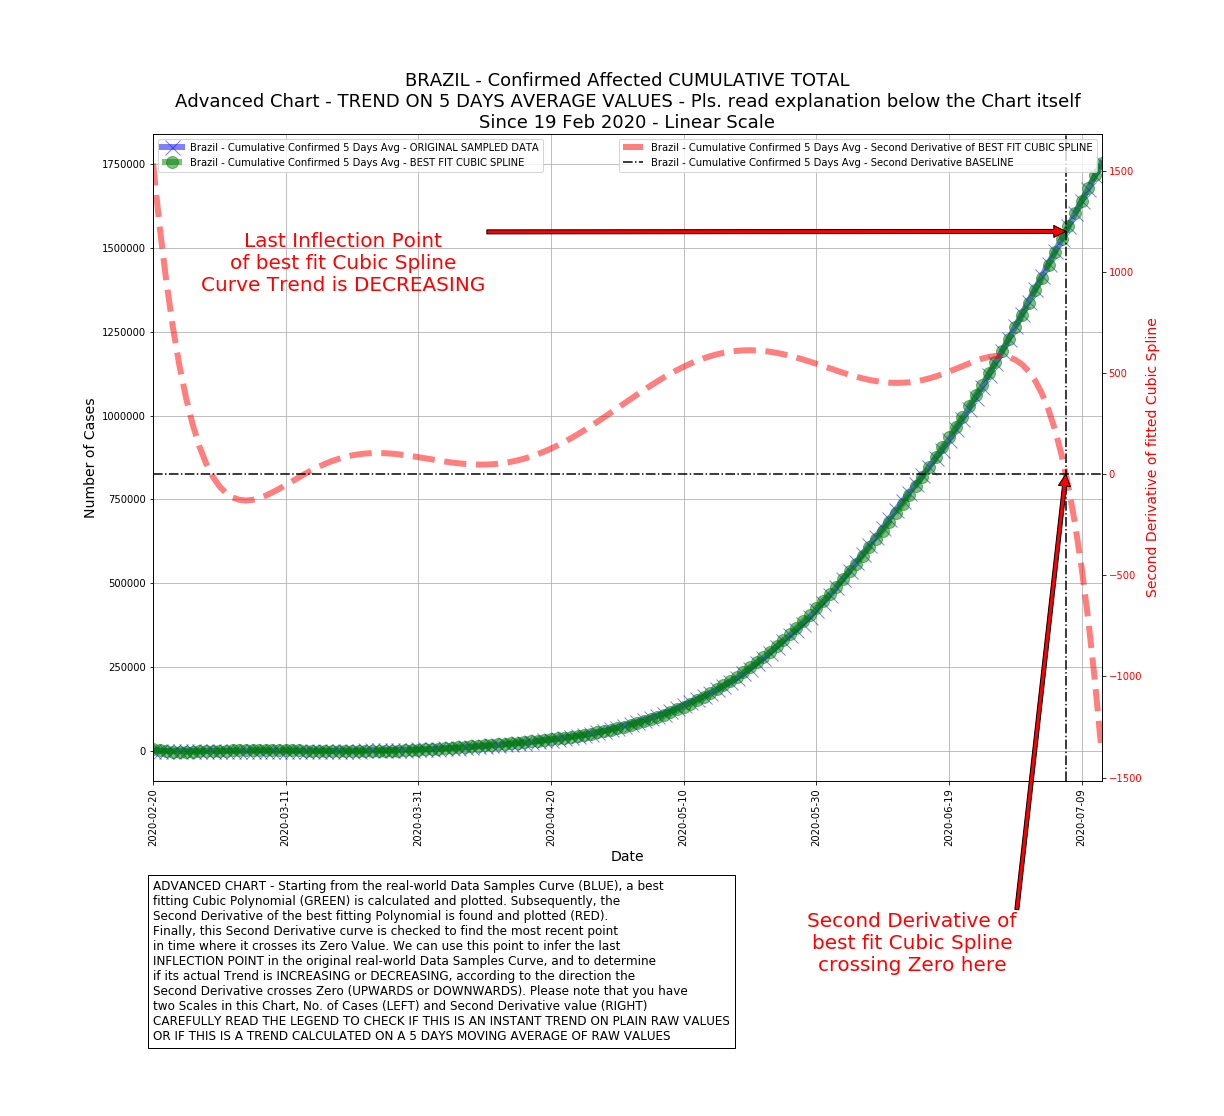 BRAZIL - Confirmed Affected CUMULATIVE TOTAL
Advanced Chart - TREND ON 5 DAYS AVERAGE VALUES - Pls. read explanation below the Chart itself
Since 19 Feb 2020 - Linear Scale
Brazil - Cumulative Confirmed 5 Days Avg - ORIGINAL SAMPLED DATA
Brazil - Cumulative Confirmed 5 Days Avg - BEST FIT CUBIC SPLINE
Brazil - Cumulative Confirmed 5 Days Avg - Second Derivative of BEST FIT CUBIC SPLINE
Brazil - Cumulative Confirmed 5 Days Avg - Second Derivative BASELINE
Last Inflection Point
of best fit Cubic Spline
Curve Trend is DECREASING
Number of Cases
1750000
1500000
1250000
1000000
750000
500000
250000
0
1500
1000
500
0
−500
−1000
−1500
Second Derivative of fitted Cubic Spline
2020-02-20
2020-03-11
2020-03-31
2020-04-20
2020-05-10
2020-05-30
2020-06-19
2020-07-09
Date
ADVANCED CHART - Starting from the real-world Data Samples Curve (BLUE), a best
fitting Cubic Polynomial (GREEN) is calculated and plotted. Subsequently, the
Second Derivative of the best fitting Polynomial is found and plotted (RED).
Finally, this Second Derivative curve is checked to find the most recent point
in time where it crosses its Zero Value. We can use this point to infer the last
INFLECTION POINT in the original real-world Data Samples Curve, and to determine
if its actual Trend is INCREASING or DECREASING, according to the direction the
Second Derivative crosses Zero (UPWARDS or DOWNWARDS). Please note that you have
two Scales in this Chart, No. of Cases (LEFT) and Second Derivative value (RIGHT)
CAREFULLY READ THE LEGEND TO CHECK IF THIS IS AN INSTANT TREND ON PLAIN RAW VALUES
OR IF THIS IS A TREND CALCULATED ON A 5 DAYS MOVING AVERAGE OF RAW VALUES
Second Derivative of
best fit Cubic Spline
crossing Zero here